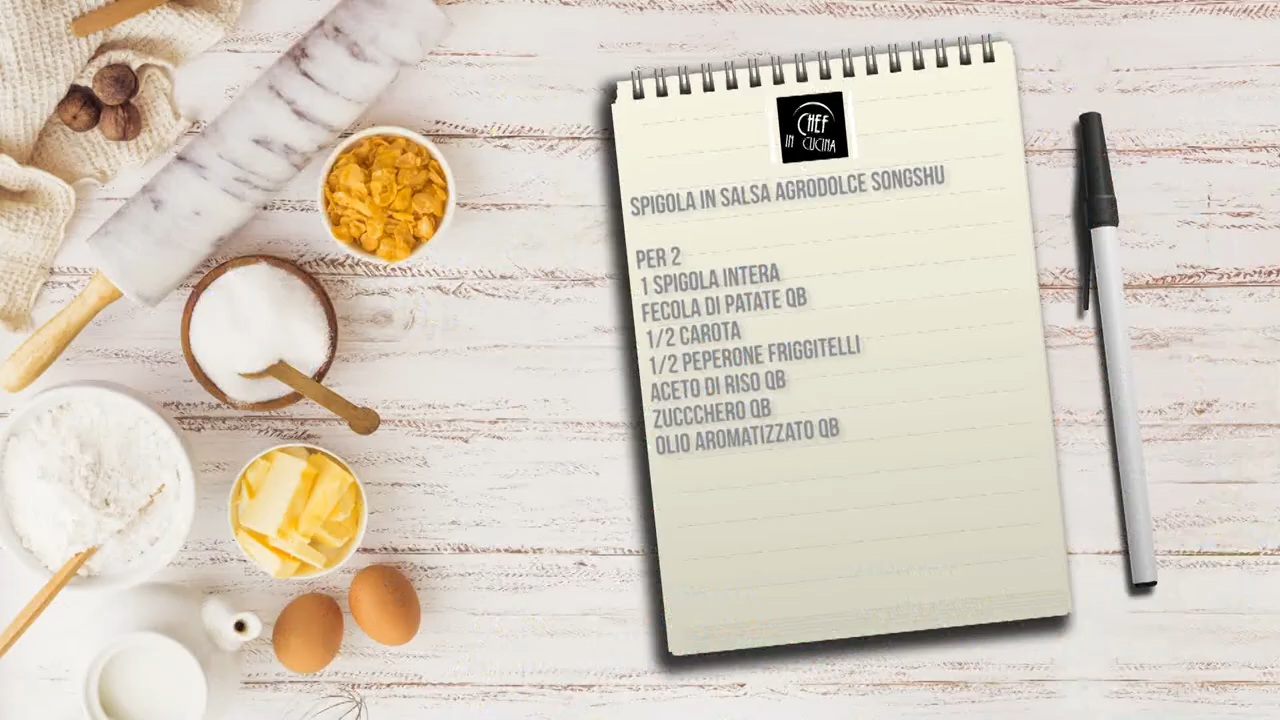 CHEF
IN CUCINA
SPIGOLA IN SALSA AGRODOLCE SONGSHU
PER 2
1 SPIGOLA INTERA
FECOLA DI PATATE QB
1/2 CAROTA
1/2 PEPERONE FRIGGITELLI
ACETO DI RISO QB
ZUCCCHERO QB
OLIO AROMATIZZATO QB